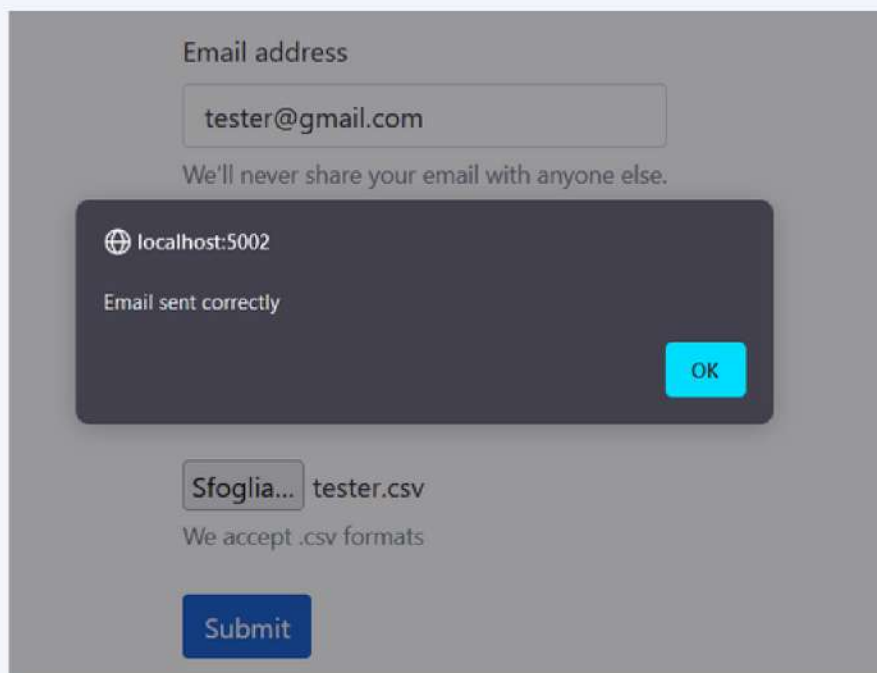 Email address
tester@gmail.com
We'll never share your email with anyone else.
localhost:5002
Email sent correctly
OK
Sfoglia... tester.csv
We accept .csv formats
Submit